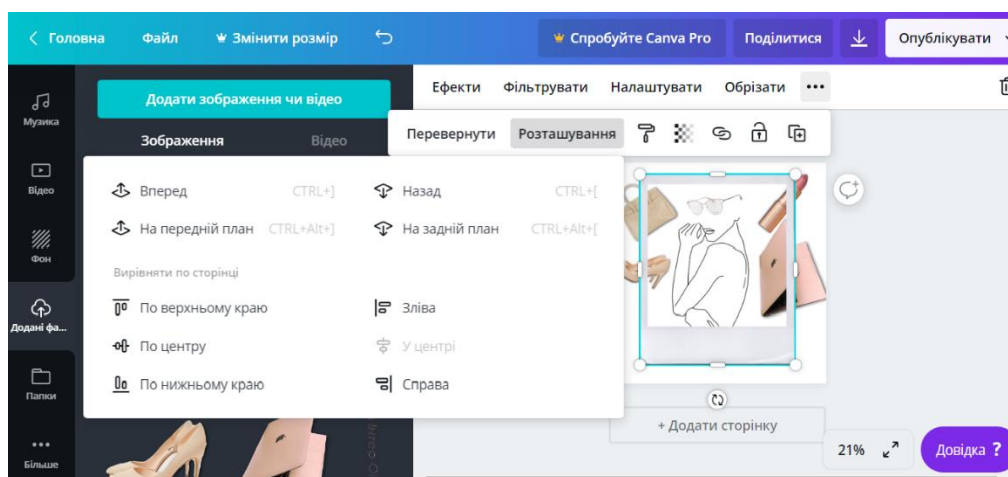 Головна Файл Змінити розмір Спробуйте Canva Pro Поділитися Опублікувати
Ефекти Фільтрувати Налаштувати Обрізати •••
Перевернути Розташування
Музика
Відео
Фон
Додані фа...
Папки
Більше
Додати зображення чи відео
Зображення Відео
Вперед CTRL+] Назад CTRL+[
На передній план CTRL+Alt+] На задній план CTRL+Alt+[
Вирівняти по сторінці
По верхньому краю Зліва
По центру У центрі
По нижньому краю Справа
+ Додати сторінку
21% Довідка ?